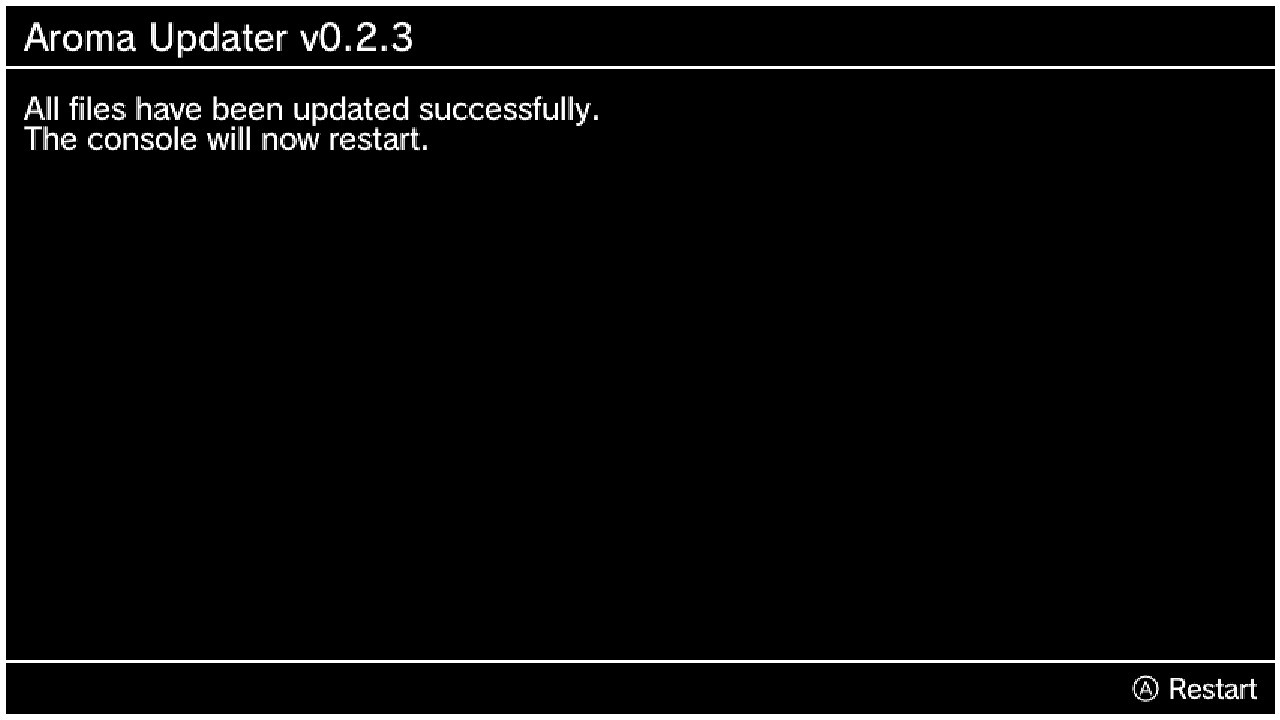 Aroma Updater v0.2.3
All files have been updated successfully.
The console will now restart.
Ⓐ Restart